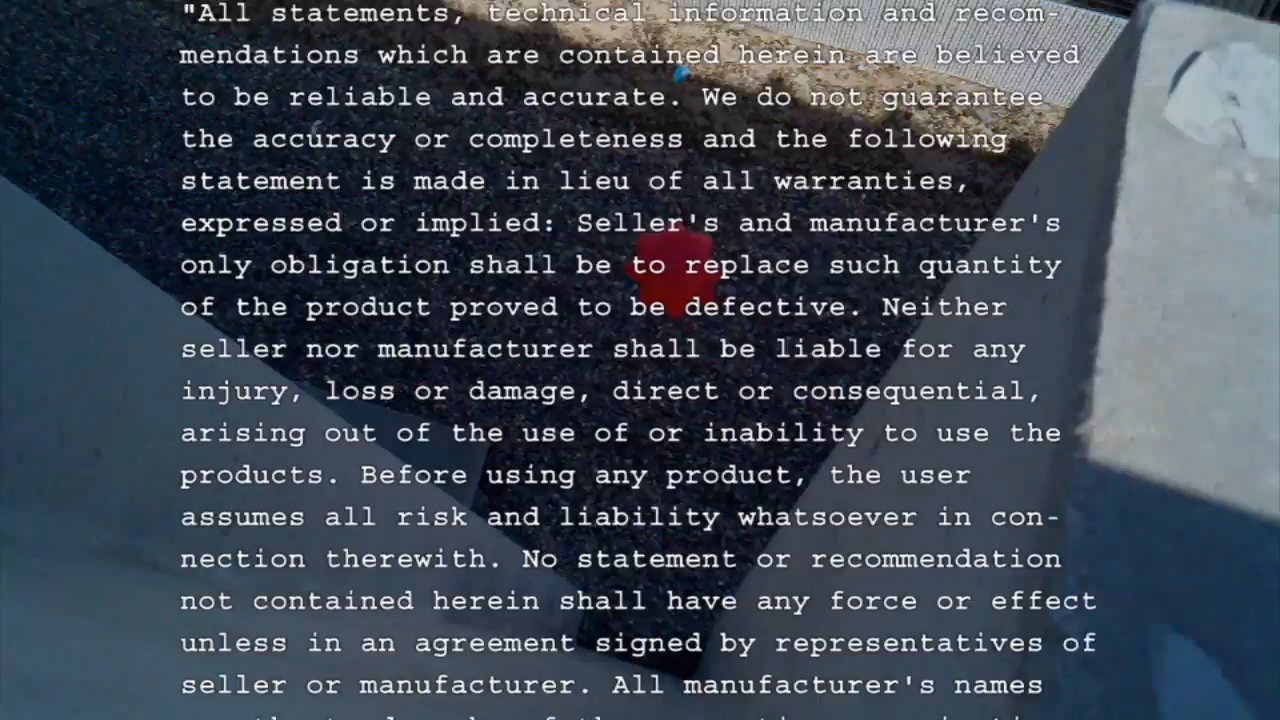 "All statements, technical information and recom-
mendations which are contained herein are believed
to be reliable and accurate. We do not guarantee
the accuracy or completeness and the following
statement is made in lieu of all warranties,
expressed or implied: Seller's and manufacturer's
only obligation shall be to replace such quantity
of the product proved to be defective. Neither
seller nor manufacturer shall be liable for any
injury, loss or damage, direct or consequential,
arising out of the use of or inability to use the
products. Before using any product, the user
assumes all risk and liability whatsoever in con-
nection therewith. No statement or recommendation
not contained herein shall have any force or effect
unless in an agreement signed by representatives of
seller or manufacturer. All manufacturer's names